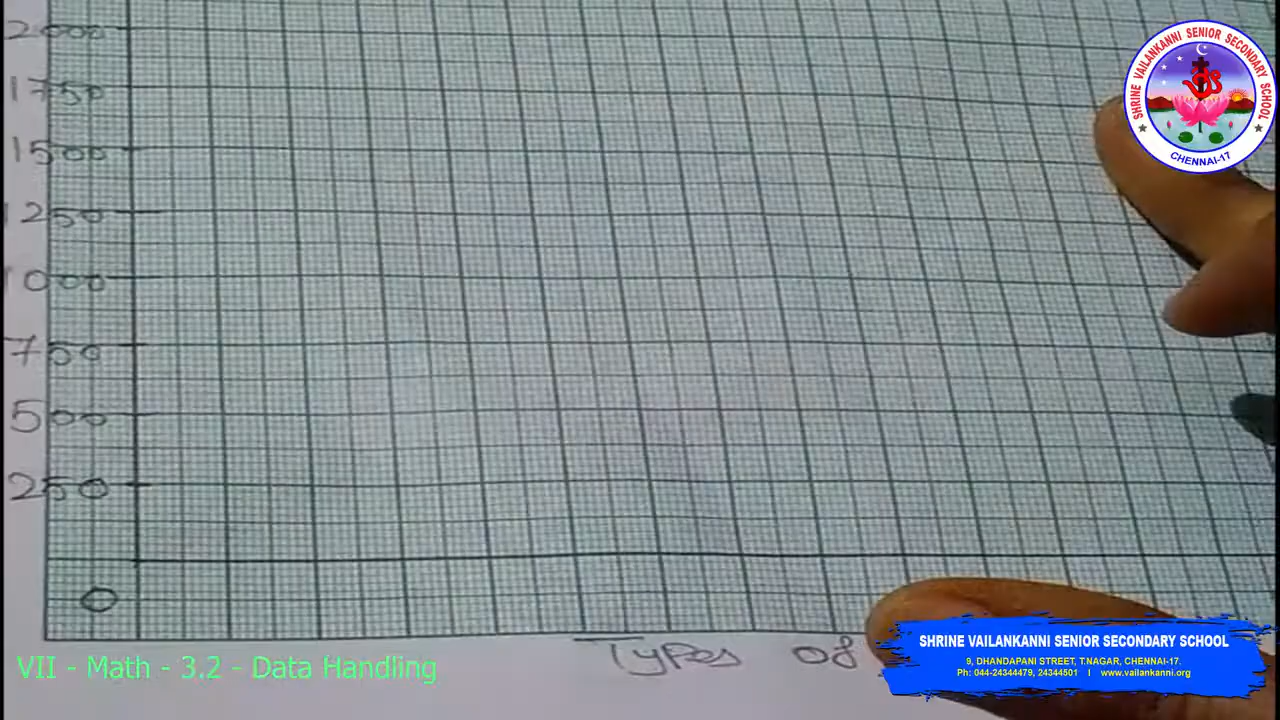 2000
1750
1500
1250
1000
700
500
250
0
Types of
SHRINE VAILANKANNI SENIOR SECONDARY SCHOOL
CHENNAI-17
VII - Math - 3.2 - Data Handling
SHRINE VAILANKANNI SENIOR SECONDARY SCHOOL
9, DHANDAPANI STREET, T.NAGAR, CHENNAI-17.
Ph: 044-24344479, 24344501 I www.vailankanni.org